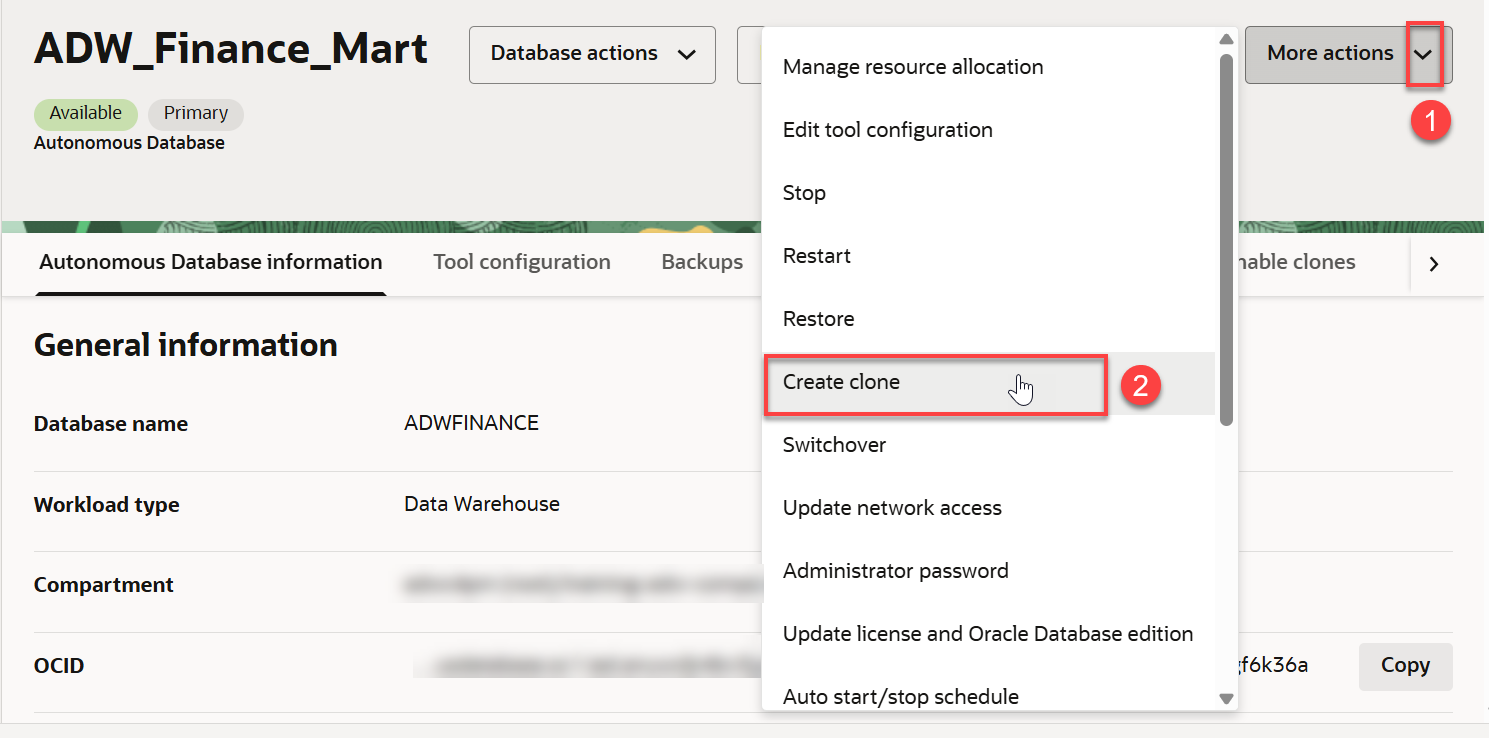 ADW_Finance_Mart
Database actions
More actions
1
Available
Primary
Autonomous Database
Manage resource allocation
Edit tool configuration
Stop
Restart
Restore
Create clone
2
Switchover
Update network access
Administrator password
Update license and Oracle Database edition
Auto start/stop schedule
Autonomous Database information
Tool configuration
Backups
clones
General information
Database name
ADWFINANCE
Workload type
Data Warehouse
Compartment
OCID
gf6k36a
Copy